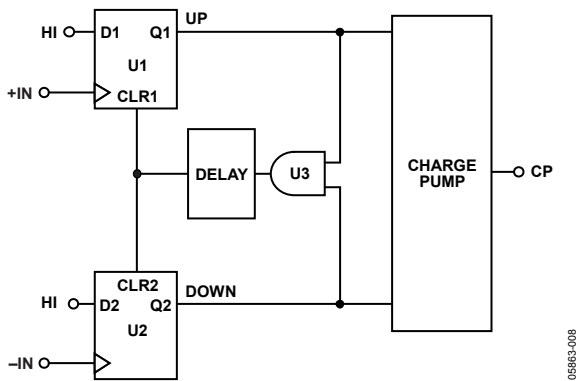 UP
HI D1 Q1
U1
+IN CLR1
DELAY U3 CHARGE
PUMP CP
CLR2
DOWN
HI D2 Q2
U2
–IN
05863-008